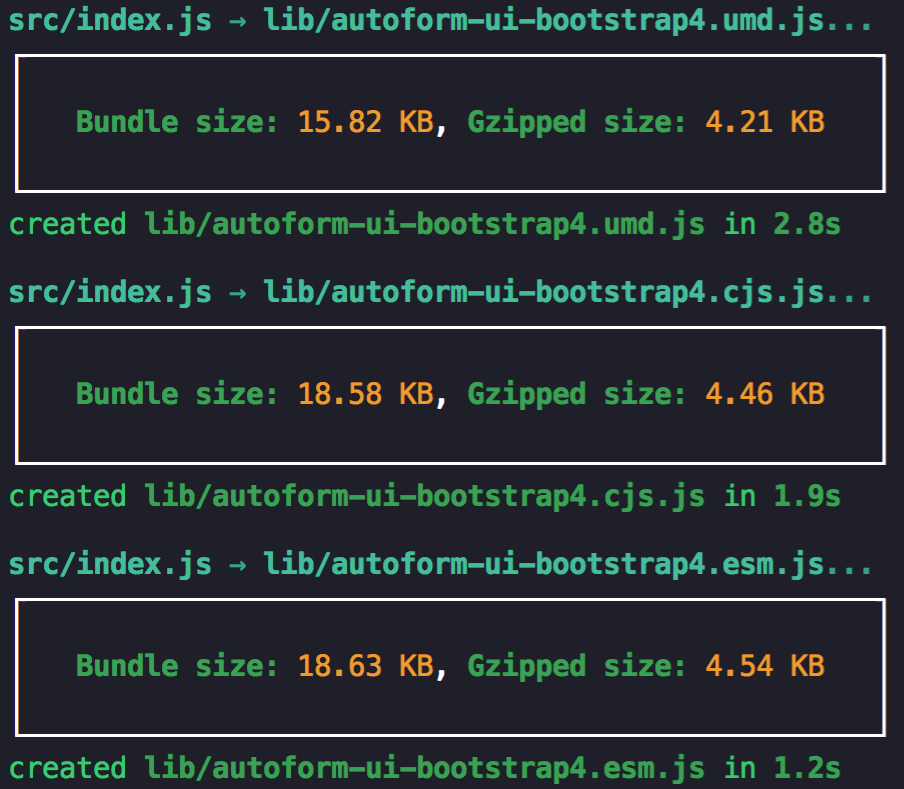 src/index.js → lib/autoform-ui-bootstrap4.umd.js...
Bundle size: 15.82 KB, Gzipped size: 4.21 KB
created lib/autoform-ui-bootstrap4.umd.js in 2.8s
src/index.js → lib/autoform-ui-bootstrap4.cjs.js...
Bundle size: 18.58 KB, Gzipped size: 4.46 KB
created lib/autoform-ui-bootstrap4.cjs.js in 1.9s
src/index.js → lib/autoform-ui-bootstrap4.esm.js...
Bundle size: 18.63 KB, Gzipped size: 4.54 KB
created lib/autoform-ui-bootstrap4.esm.js in 1.2s